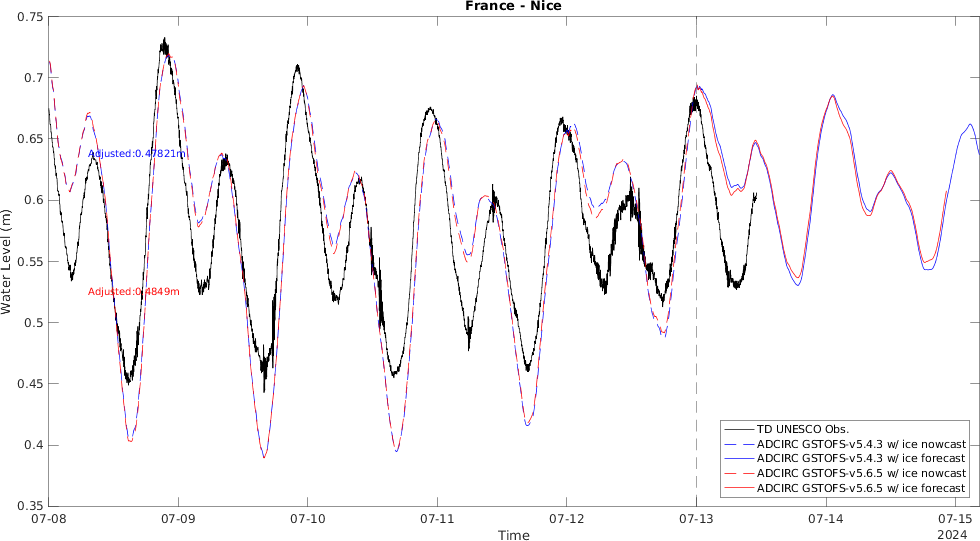 France - Nice
0.75
0.7
0.65
0.6
0.55
0.5
0.45
0.4
0.35
Water Level (m)
Adjusted:0.47821m
Adjusted:0.4849m
TD UNESCO Obs.
ADCIRC GSTOFS-v5.4.3 w/ ice nowcast
ADCIRC GSTOFS-v5.4.3 w/ ice forecast
ADCIRC GSTOFS-v5.6.5 w/ ice nowcast
ADCIRC GSTOFS-v5.6.5 w/ ice forecast
07-08 07-09 07-10 07-11 07-12 07-13 07-14 07-15
Time
2024